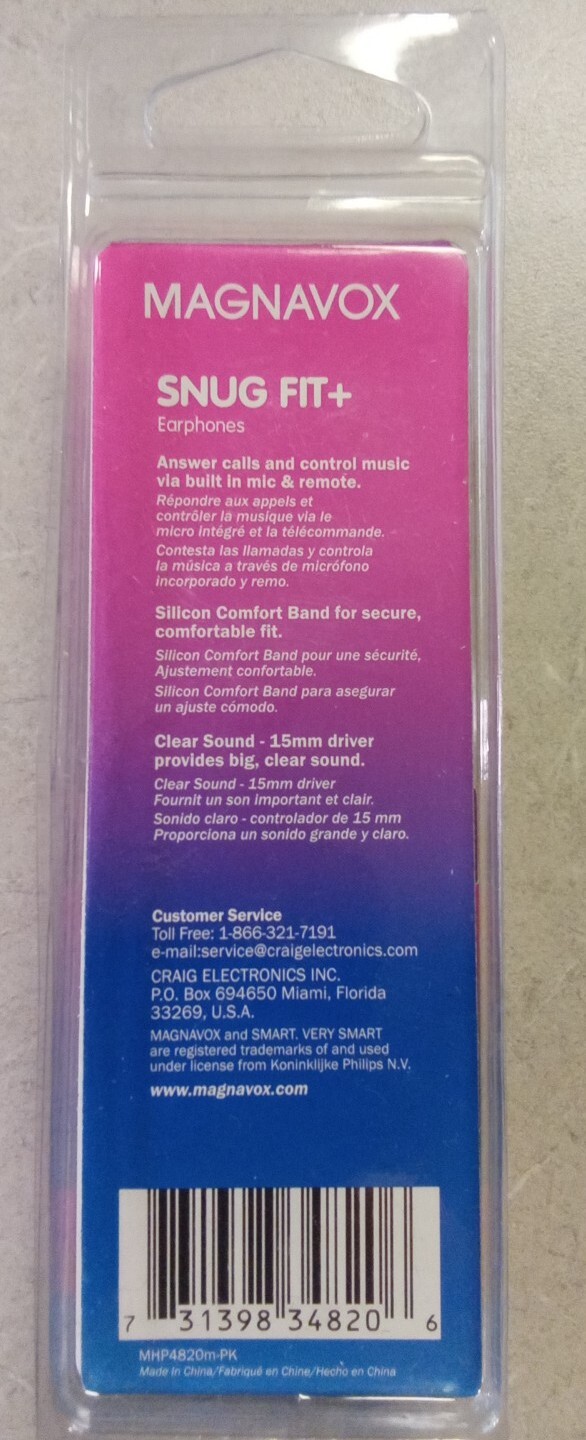 MAGNAVOX
SNUG FIT+
Earphones
Answer calls and control music
via built in mic & remote.
Répondre aux appels et
contrôler la musique via le
micro intégré et la télécommande.
Contesta las llamadas y controla
la música a través de micrófono
incorporado y remo.
Silicon Comfort Band for secure,
comfortable fit.
Silicon Comfort Band pour une sécurité,
Ajustement confortable.
Silicon Comfort Band para asegurar
un ajuste cómodo.
Clear Sound - 15mm driver
provides big, clear sound.
Clear Sound - 15mm driver
Fournit un son important et clair.
Sonido claro - controlador de 15 mm
Proporciona un sonido grande y claro.
Customer Service
Toll Free: 1-866-321-7191
e-mail:service@craigelectronics.com
CRAIG ELECTRONICS INC.
P.O. Box 694650 Miami, Florida
33269, U.S.A.
MAGNAVOX and SMART. VERY SMART
are registered trademarks of and used
under license from Koninklijke Philips N.V.
www.magnavox.com
7 31398 34820 6
MHP4820m-PK
Made in China/Fabriqué en Chine/Hecho en China